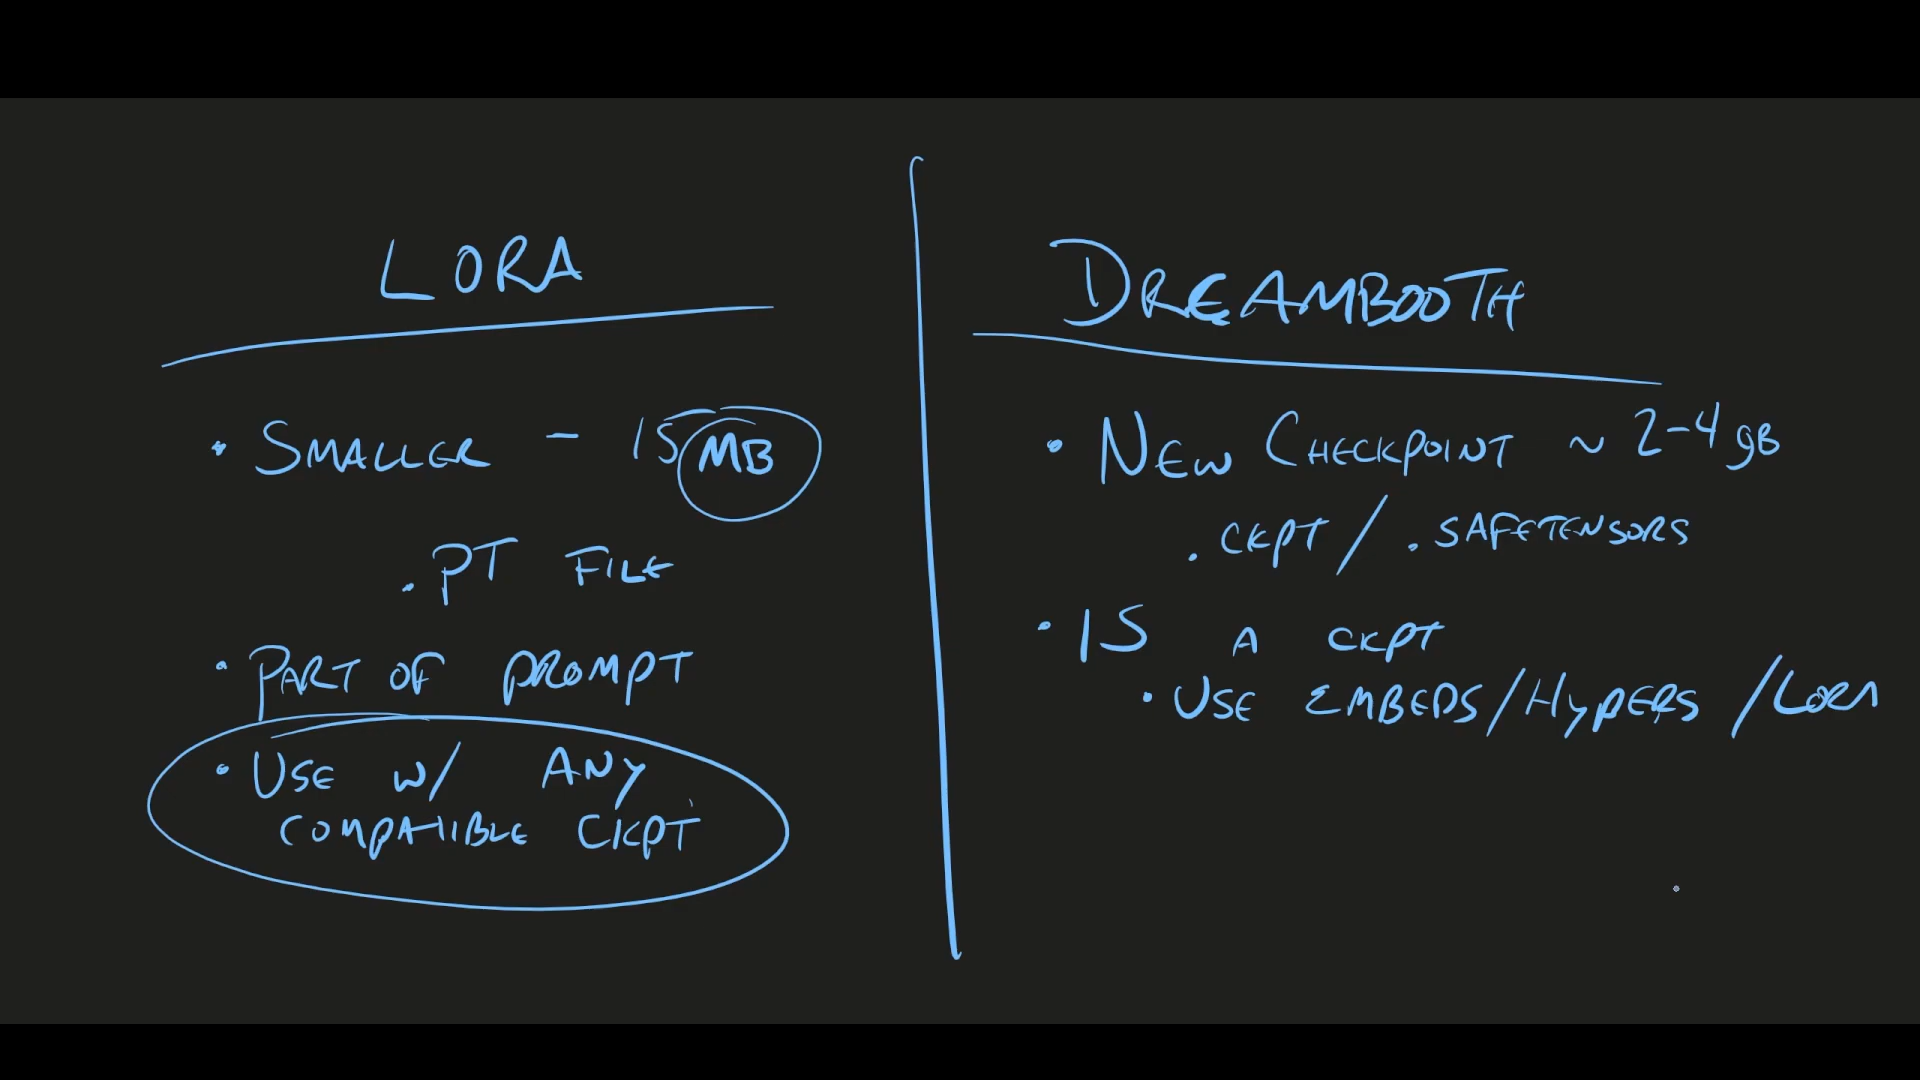 LORA
• SMALLER - 15 MB
.PT FILE
• PART OF PROMPT
• USE W/ ANY
COMPATIBLE CKPT
DREAMBOOTH
• NEW CHECKPOINT ~ 2-4 gB
.CKPT / .SAFETENSORS
• IS A CKPT
• USE EMBEDS/HYPERS/LORA